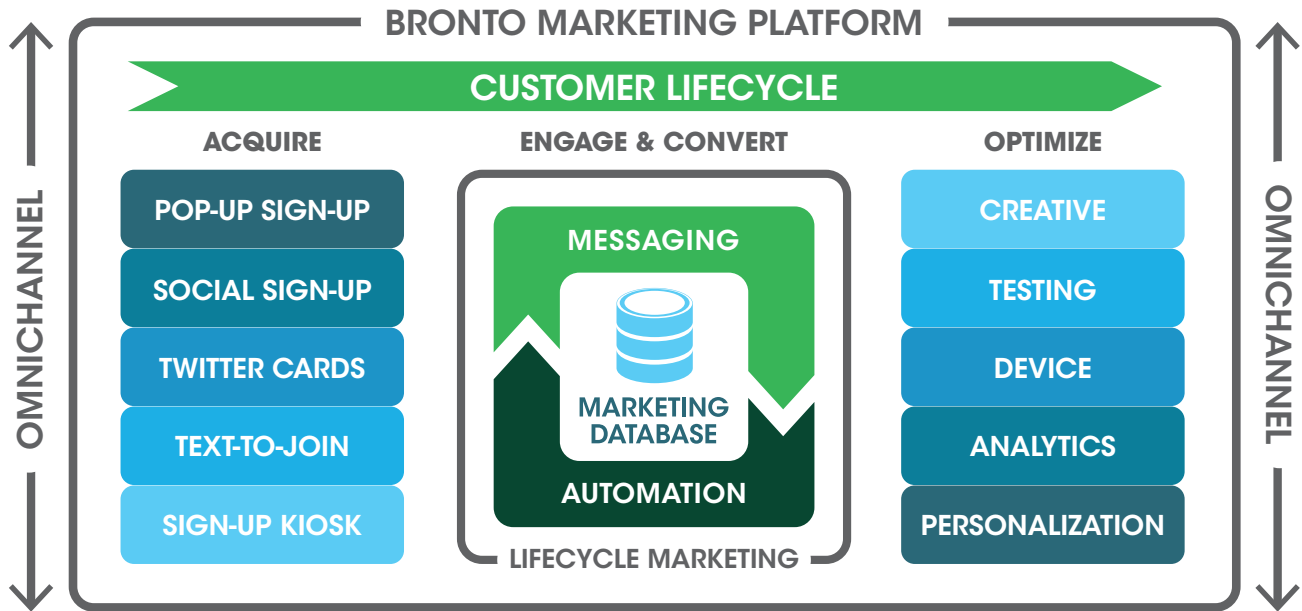 BRONTO MARKETING PLATFORM
CUSTOMER LIFECYCLE
OMNICHANNEL
ACQUIRE
POP-UP SIGN-UP
SOCIAL SIGN-UP
TWITTER CARDS
TEXT-TO-JOIN
SIGN-UP KIOSK
ENGAGE & CONVERT
MESSAGING
MARKETING
DATABASE
AUTOMATION
LIFECYCLE MARKETING
OPTIMIZE
CREATIVE
TESTING
DEVICE
ANALYTICS
PERSONALIZATION
OMNICHANNEL